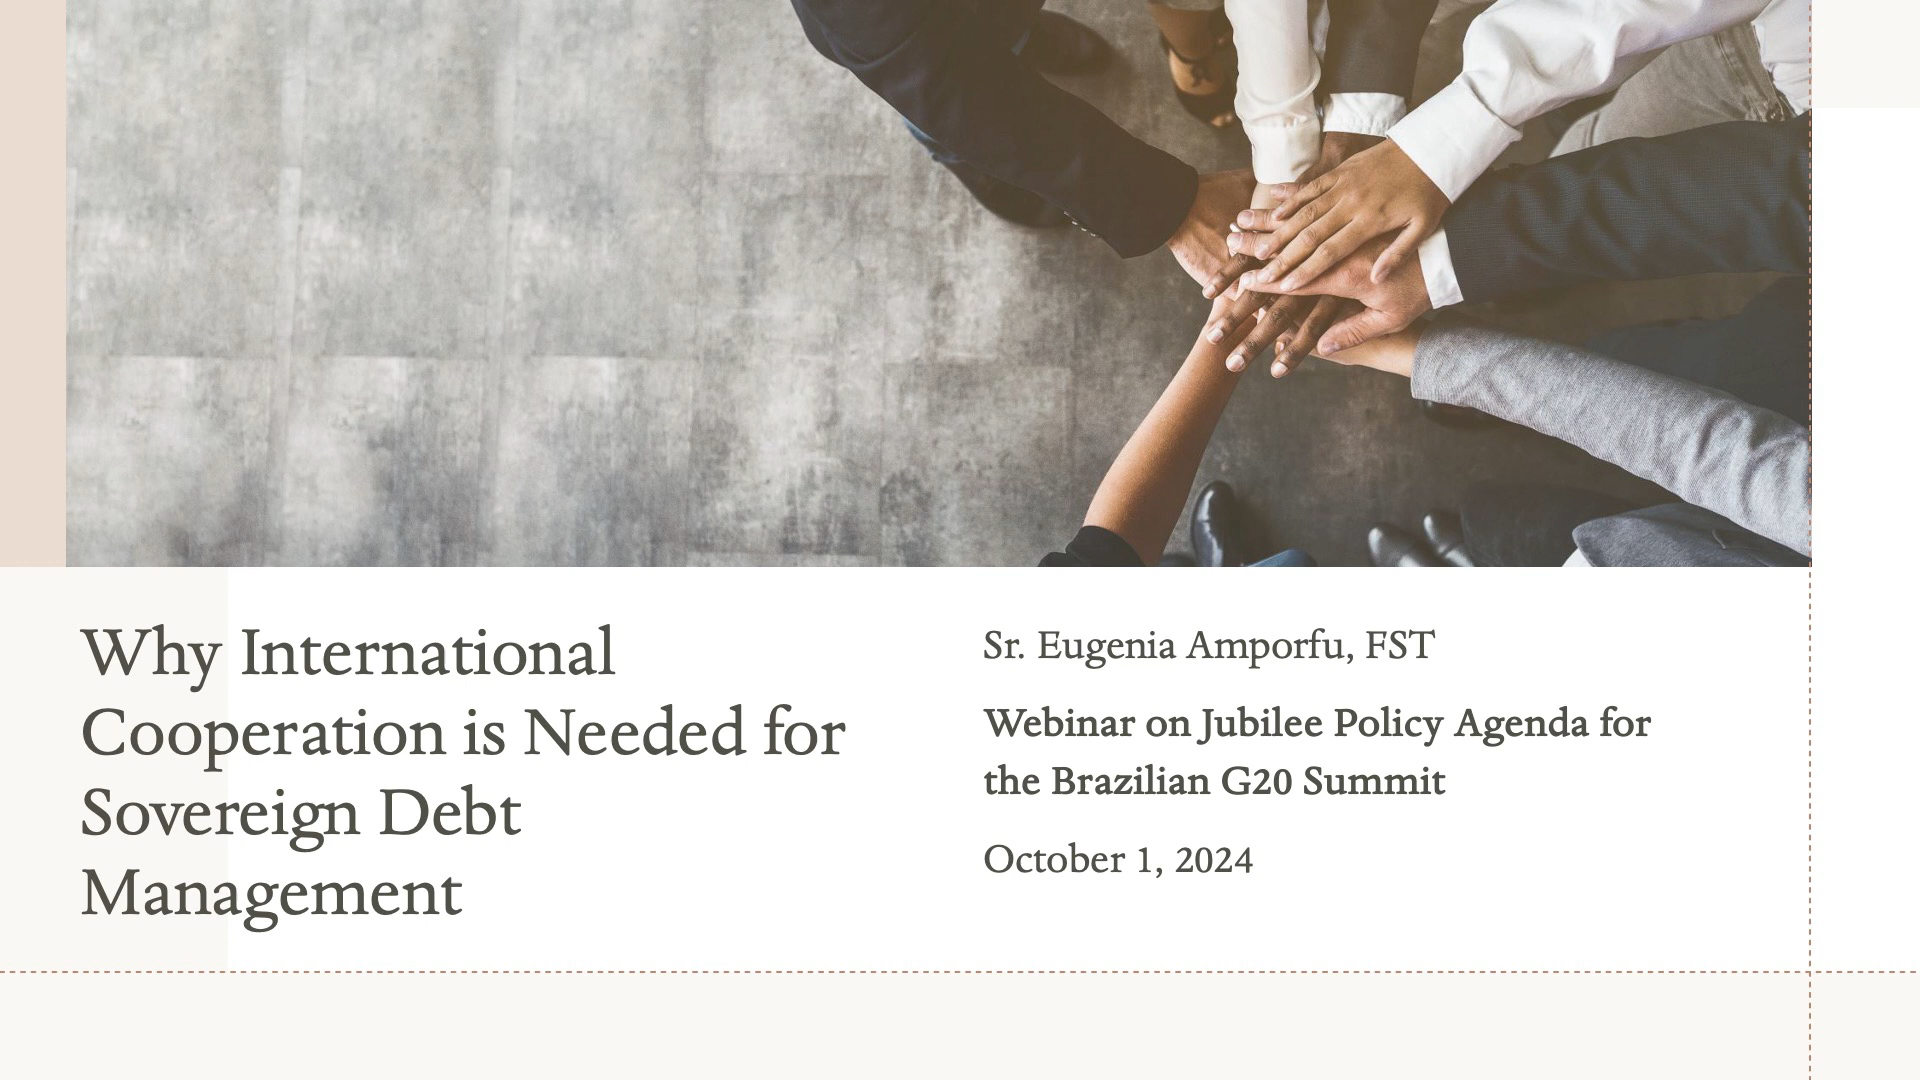 Why International
Cooperation is Needed for
Sovereign Debt
Management
Sr. Eugenia Amporfu, FST
Webinar on Jubilee Policy Agenda for
the Brazilian G20 Summit
October 1, 2024